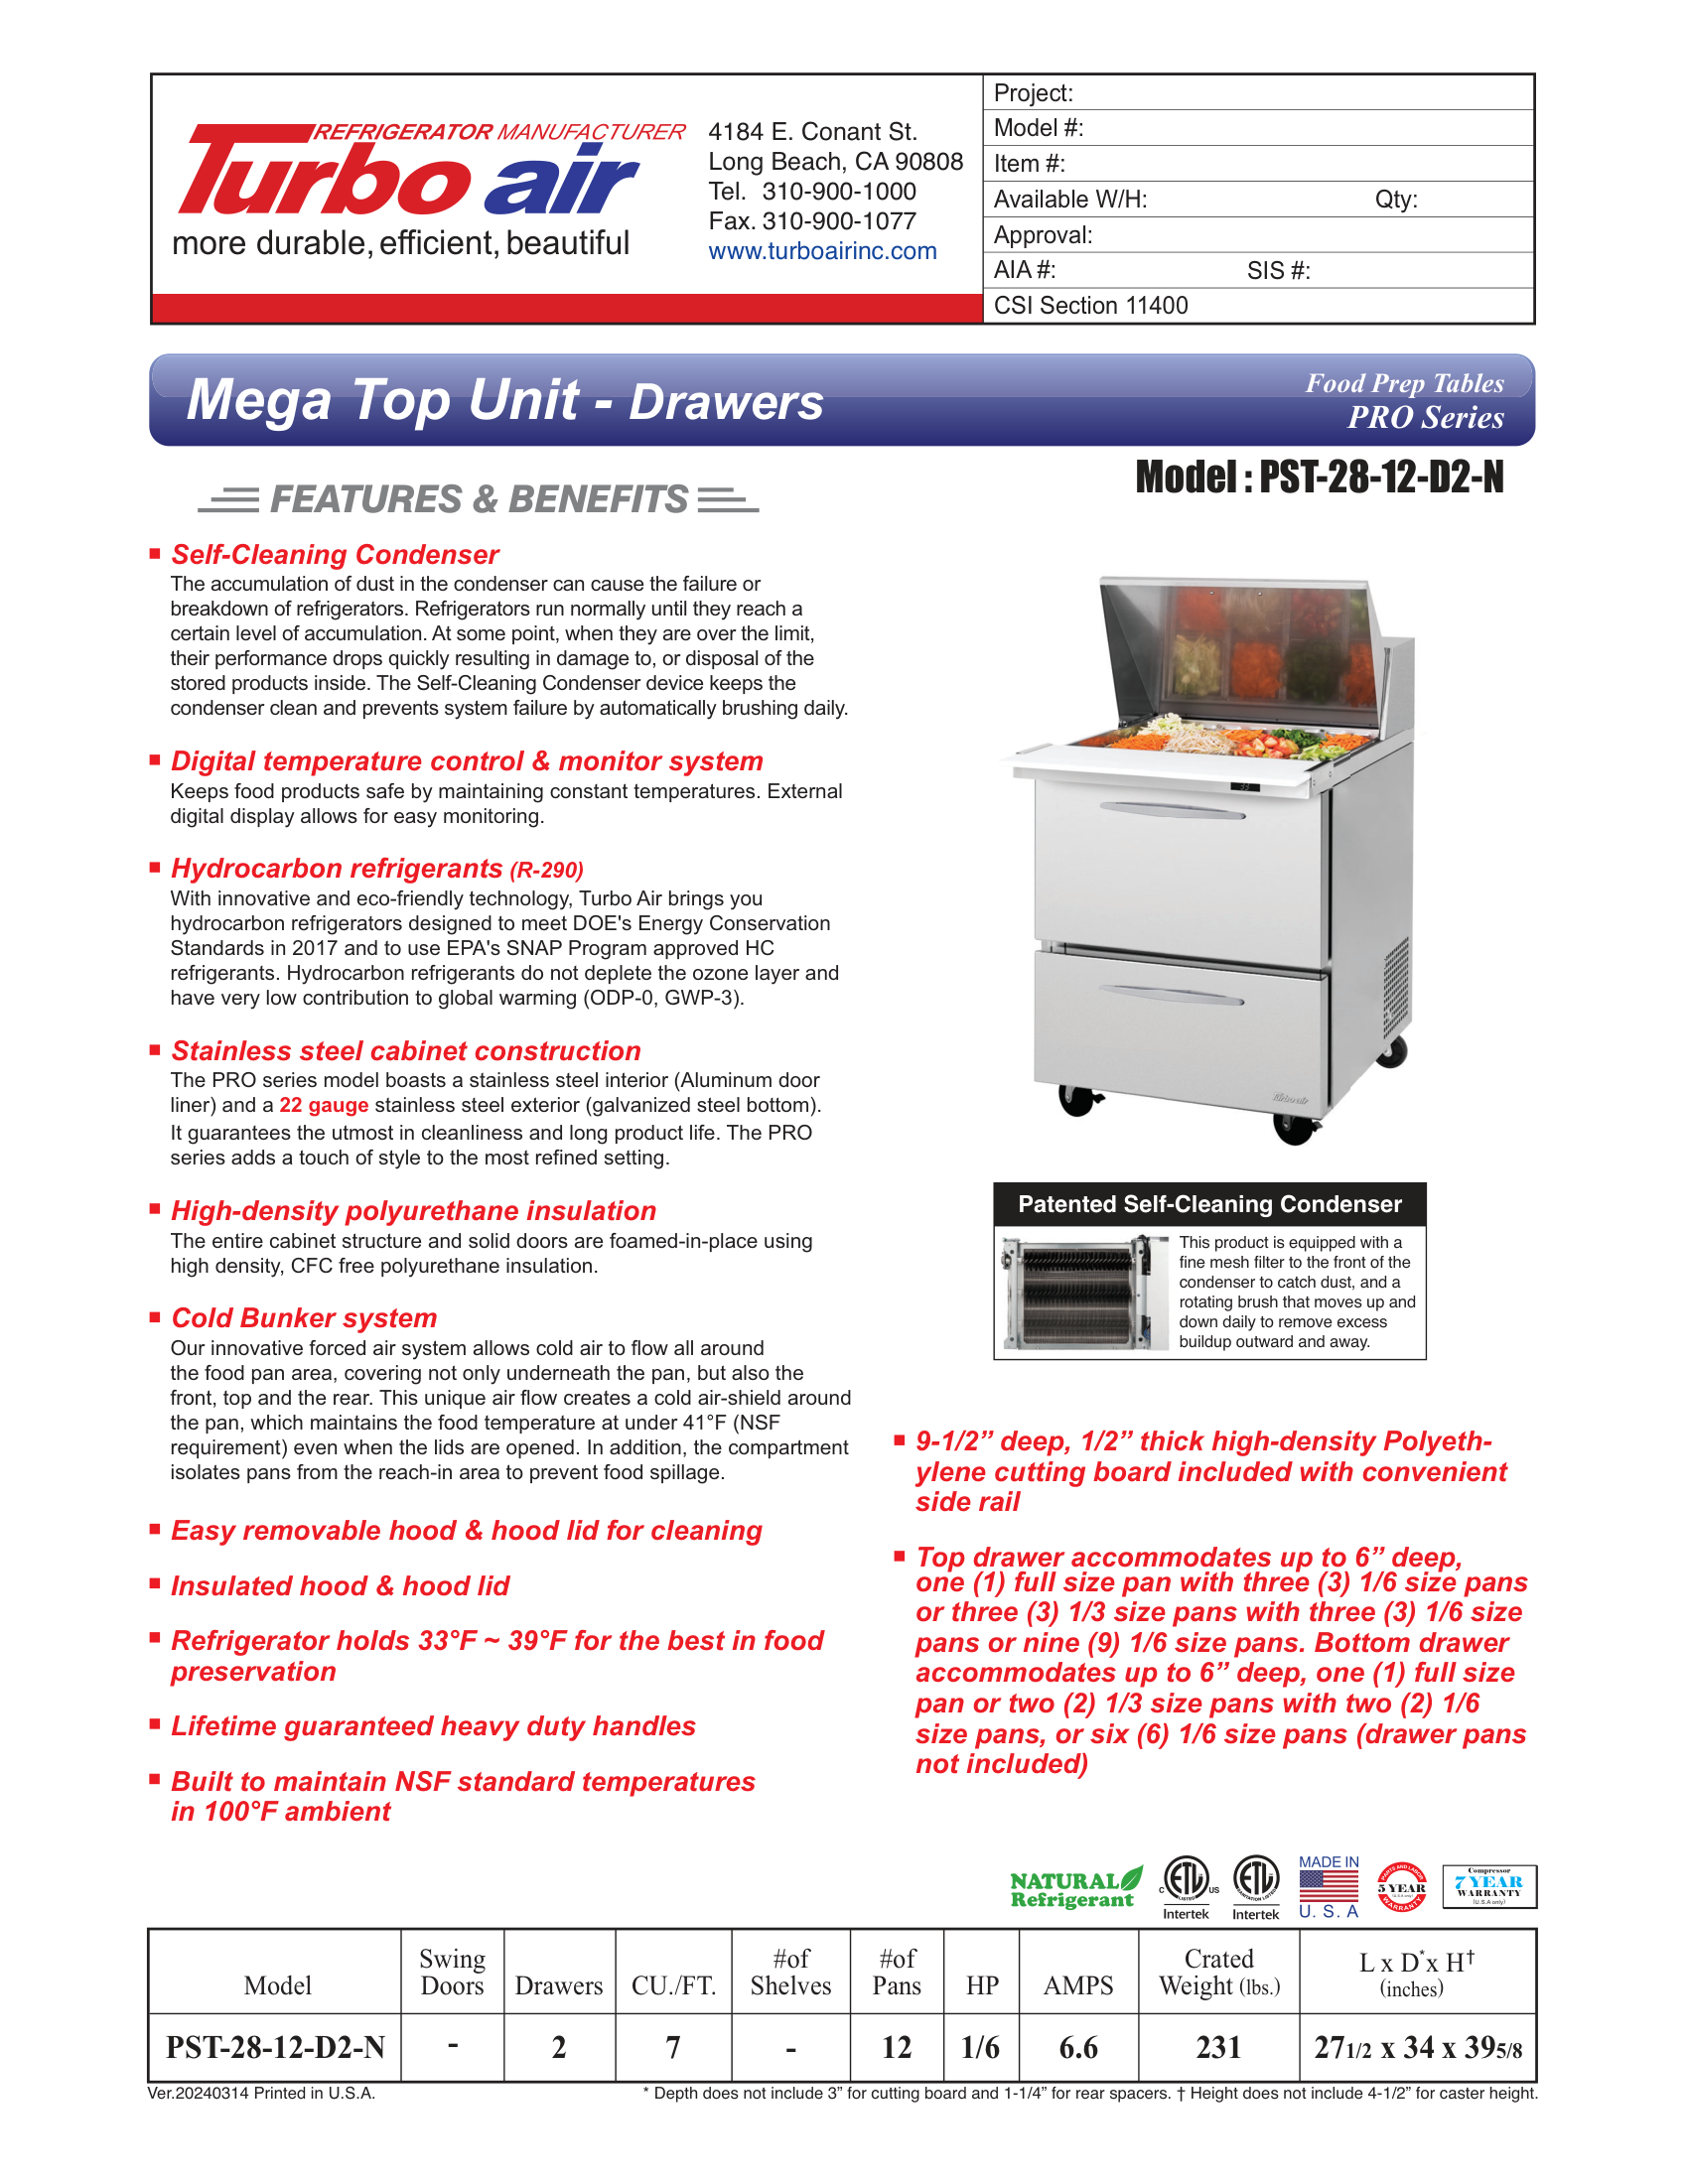 REFRIGERATOR MANUFACTURER
Turbo air
more durable, efficient, beautiful
4184 E. Conant St.
Long Beach, CA 90808
Tel. 310-900-1000
Fax. 310-900-1077
www.turboairinc.com
Project:
Model #:
Item #:
Available W/H: Qty:
Approval:
AIA #: SIS #:
CSI Section 11400
Mega Top Unit - Drawers
Food Prep Tables
PRO Series
Model : PST-28-12-D2-N
FEATURES & BENEFITS
Self-Cleaning Condenser
The accumulation of dust in the condenser can cause the failure or
breakdown of refrigerators. Refrigerators run normally until they reach a
certain level of accumulation. At some point, when they are over the limit,
their performance drops quickly resulting in damage to, or disposal of the
stored products inside. The Self-Cleaning Condenser device keeps the
condenser clean and prevents system failure by automatically brushing daily.
Digital temperature control & monitor system
Keeps food products safe by maintaining constant temperatures. External
digital display allows for easy monitoring.
Hydrocarbon refrigerants (R-290)
With innovative and eco-friendly technology, Turbo Air brings you
hydrocarbon refrigerators designed to meet DOE's Energy Conservation
Standards in 2017 and to use EPA's SNAP Program approved HC
refrigerants. Hydrocarbon refrigerants do not deplete the ozone layer and
have very low contribution to global warming (ODP-0, GWP-3).
Stainless steel cabinet construction
The PRO series model boasts a stainless steel interior (Aluminum door
liner) and a 22 gauge stainless steel exterior (galvanized steel bottom).
It guarantees the utmost in cleanliness and long product life. The PRO
series adds a touch of style to the most refined setting.
High-density polyurethane insulation
The entire cabinet structure and solid doors are foamed-in-place using
high density, CFC free polyurethane insulation.
Cold Bunker system
Our innovative forced air system allows cold air to flow all around
the food pan area, covering not only underneath the pan, but also the
front, top and the rear. This unique air flow creates a cold air-shield around
the pan, which maintains the food temperature at under 41°F (NSF
requirement) even when the lids are opened. In addition, the compartment
isolates pans from the reach-in area to prevent food spillage.
Easy removable hood & hood lid for cleaning
Insulated hood & hood lid
Refrigerator holds 33°F ~ 39°F for the best in food
preservation
Lifetime guaranteed heavy duty handles
Built to maintain NSF standard temperatures
in 100°F ambient
Turbo air
Patented Self-Cleaning Condenser
This product is equipped with a
fine mesh filter to the front of the
condenser to catch dust, and a
rotating brush that moves up and
down daily to remove excess
buildup outward and away.
9-1/2” deep, 1/2” thick high-density Polyeth-
ylene cutting board included with convenient
side rail
Top drawer accommodates up to 6” deep,
one (1) full size pan with three (3) 1/6 size pans
or three (3) 1/3 size pans with three (3) 1/6 size
pans or nine (9) 1/6 size pans. Bottom drawer
accommodates up to 6” deep, one (1) full size
pan or two (2) 1/3 size pans with two (2) 1/6
size pans, or six (6) 1/6 size pans (drawer pans
not included)
NATURAL
Refrigerant
C ETL US
LISTED
Intertek
ETL
SANITATION LISTED
Intertek
MADE IN
U. S. A
PARTS AND LABOR
5 YEAR
(U.S.A only)
WARRANTY
Compressor
7 YEAR
WARRANTY
(U.S.A only)
Model Swing Doors Drawers CU./FT. #of Shelves #of Pans HP AMPS Crated Weight (lbs.) L x D* x H† (inches)
PST-28-12-D2-N - 2 7 - 12 1/6 6.6 231 27 1/2 x 34 x 39 5/8
Ver.20240314 Printed in U.S.A.
* Depth does not include 3” for cutting board and 1-1/4” for rear spacers. † Height does not include 4-1/2” for caster height.